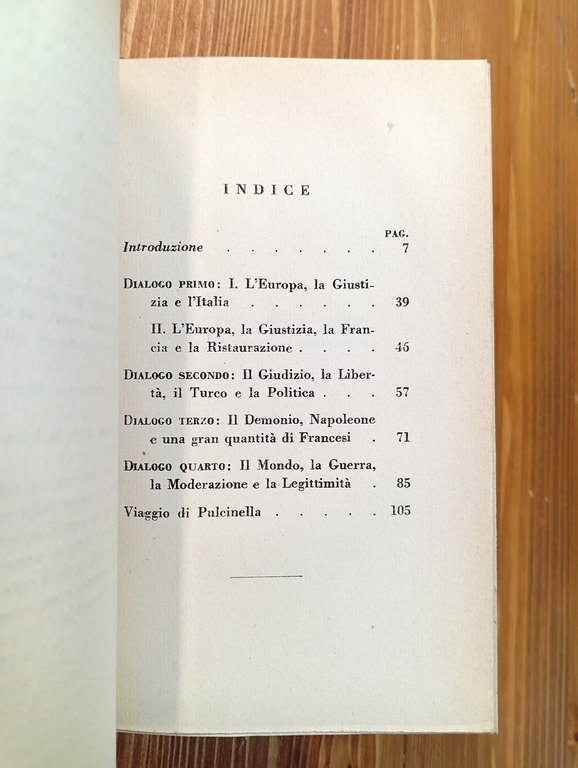 INDICE
PAG.
Introduzione . . . . . . . 7
DIALOGO PRIMO: I. L'Europa, la Giusti-
zia e l'Italia . . . . . . 39
II. L'Europa, la Giustizia, la Fran-
cia e la Ristaurazione . . . . 46
DIALOGO SECONDO: Il Giudizio, la Liber-
tà, il Turco e la Politica . . . 57
DIALOGO TERZO: Il Demonio, Napoleone
e una gran quantità di Francesi . 71
DIALOGO QUARTO: Il Mondo, la Guerra,
la Moderazione e la Legittimità . 85
Viaggio di Pulcinella . . . . . 105